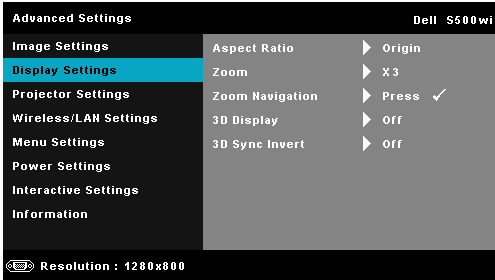 Advanced Settings Dell S500wi
Image Settings
Display Settings
Projector Settings
Wireless/LAN Settings
Menu Settings
Power Settings
Interactive Settings
Information
Aspect Ratio Origin
Zoom X3
Zoom Navigation Press
3D Display Off
3D Sync Invert Off
Resolution : 1280x800